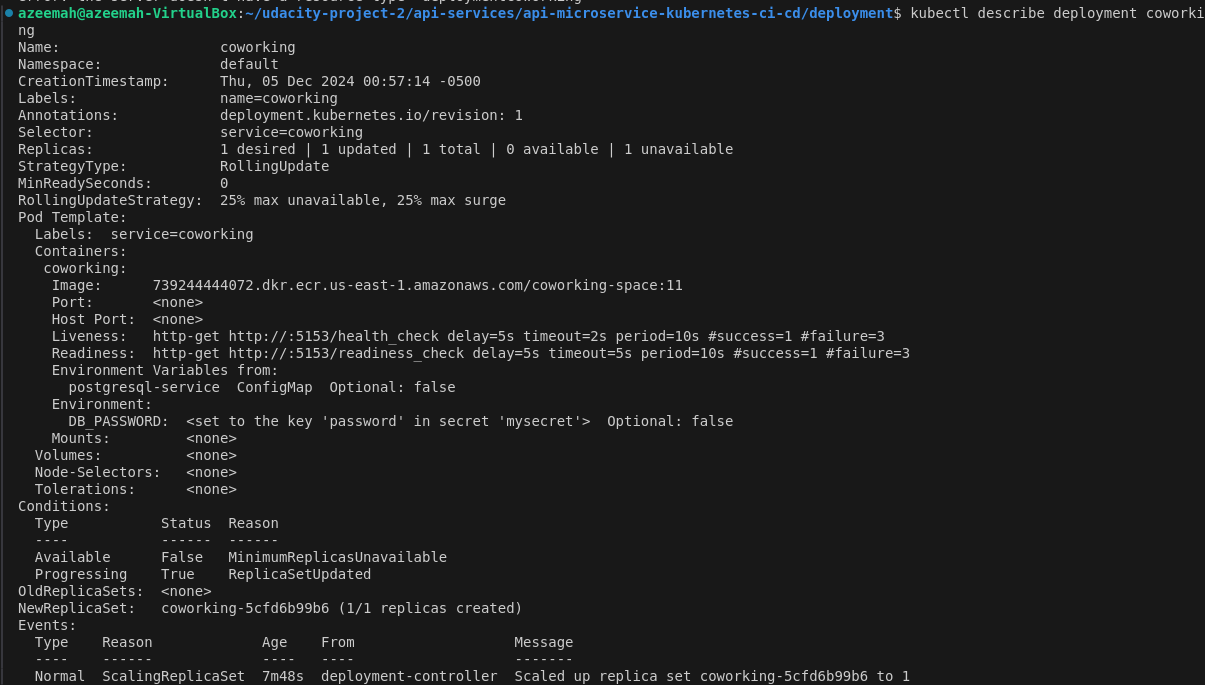 azeemah@azeemah-VirtualBox:~/udacity-project-2/api-services/api-microservice-kubernetes-ci-cd/deployment$ kubectl describe deployment coworki
ng
Name:                   coworking
Namespace:              default
CreationTimestamp:      Thu, 05 Dec 2024 00:57:14 -0500
Labels:                 name=coworking
Annotations:            deployment.kubernetes.io/revision: 1
Selector:               service=coworking
Replicas:               1 desired | 1 updated | 1 total | 0 available | 1 unavailable
StrategyType:           RollingUpdate
MinReadySeconds:        0
RollingUpdateStrategy:  25% max unavailable, 25% max surge
Pod Template:
  Labels:  service=coworking
  Containers:
   coworking:
    Image:      739244444072.dkr.ecr.us-east-1.amazonaws.com/coworking-space:11
    Port:       <none>
    Host Port:  <none>
    Liveness:   http-get http://:5153/health_check delay=5s timeout=2s period=10s #success=1 #failure=3
    Readiness:  http-get http://:5153/readiness_check delay=5s timeout=5s period=10s #success=1 #failure=3
    Environment Variables from:
      postgresql-service  ConfigMap  Optional: false
    Environment:
      DB_PASSWORD:  <set to the key 'password' in secret 'mysecret'>  Optional: false
    Mounts:         <none>
  Volumes:          <none>
  Node-Selectors:   <none>
  Tolerations:      <none>
Conditions:
  Type           Status  Reason
  ----           ------  ------
  Available      False   MinimumReplicasUnavailable
  Progressing    True    ReplicaSetUpdated
OldReplicaSets:  <none>
NewReplicaSet:   coworking-5cfd6b99b6 (1/1 replicas created)
Events:
  Type    Reason             Age    From                   Message
  ----    ------             ----   ----                   -------
  Normal  ScalingReplicaSet  7m48s  deployment-controller  Scaled up replica set coworking-5cfd6b99b6 to 1